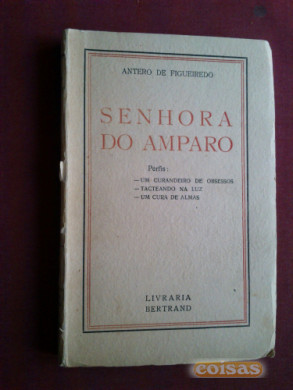 ANTERO DE FIGUEIREDO
SENHORA
DO AMPARO
Partes:
— UM CURANDEIRO DE OBSESSOS
— TACTEANDO NA LUZ
— UM CURA DE ALMAS
LIVRARIA
BERTRAND
coisas